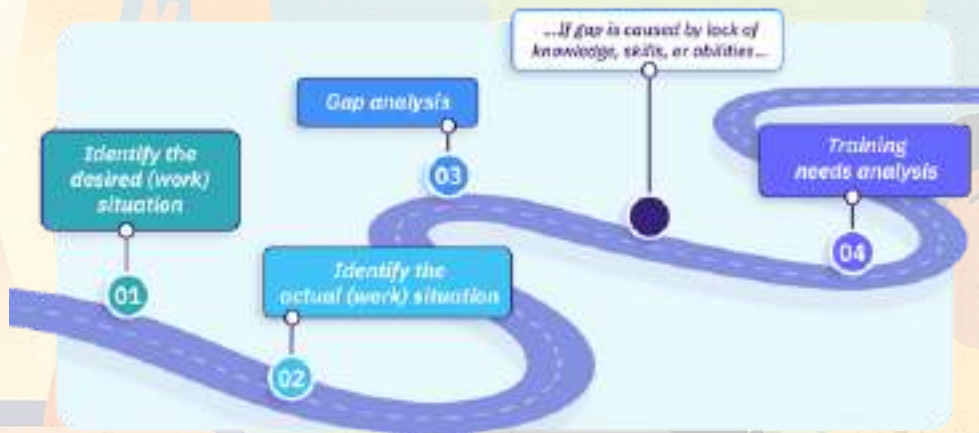 Identify the
desired (work)
situation
01
Identify the
actual (work) situation
02
Gap analysis
03
...If gap is caused by lack of
knowledge, skills, or abilities...
Training
needs analysis
04